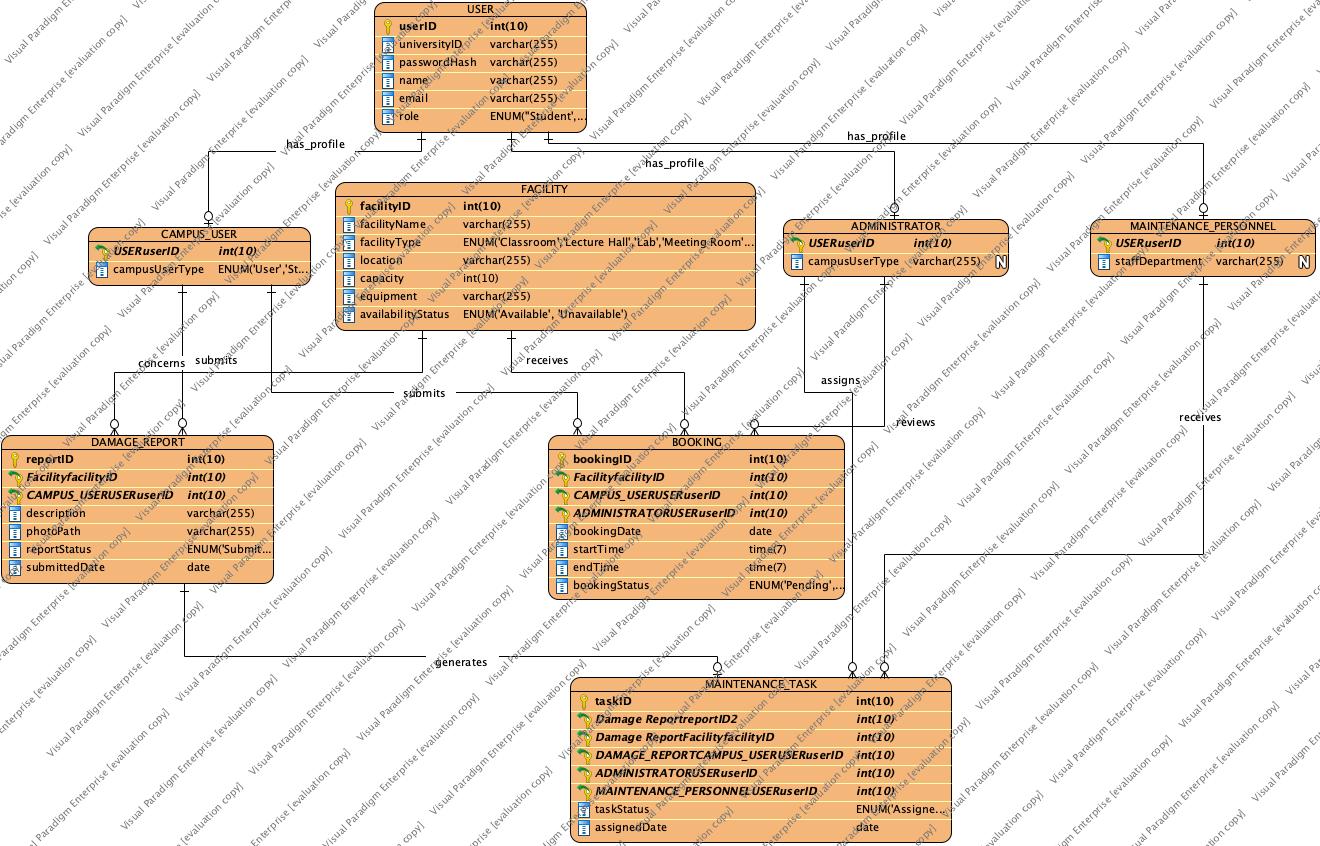 USER
userID int(10)
universityID varchar(255)
passwordHash varchar(255)
name varchar(255)
email varchar(255)
role ENUM("Student',...
has_profile
has_profile
has_profile
FACILITY
facilityID int(10)
facilityName varchar(255)
facilityType ENUM('Classroom','Lecture Hall','Lab','Meeting Room'...
location varchar(255)
capacity int(10)
equipment varchar(255)
availabilityStatus ENUM('Available', 'Unavailable')
CAMPUS_USER
USERuserID int(10)
campusUserType ENUM('User','St...
ADMINISTRATOR
USERuserID int(10)
campusUserType varchar(255) N
MAINTENANCE_PERSONNEL
USERuserID int(10)
staffDepartment varchar(255) N
concerns
submits
receives
submits
assigns
reviews
receives
DAMAGE_REPORT
reportID int(10)
FacilityfacilityID int(10)
CAMPUS_USERUSERuserID int(10)
description varchar(255)
photoPath varchar(255)
reportStatus ENUM('Submit...
submittedDate date
BOOKING
bookingID int(10)
FacilityfacilityID int(10)
CAMPUS_USERUSERuserID int(10)
ADMINISTRATORUSERuserID int(10)
bookingDate date
startTime time(7)
endTime time(7)
bookingStatus ENUM('Pending',...
generates
MAINTENANCE_TASK
taskID int(10)
Damage ReportreportID2 int(10)
Damage ReportFacilityfacilityID int(10)
DAMAGE_REPORTCAMPUS_USERUSERuserID int(10)
ADMINISTRATORUSERuserID int(10)
MAINTENANCE_PERSONNELUSERuserID int(10)
taskStatus ENUM('Assigne...
assignedDate date
Visual Paradigm Enterprise [evaluation copy]